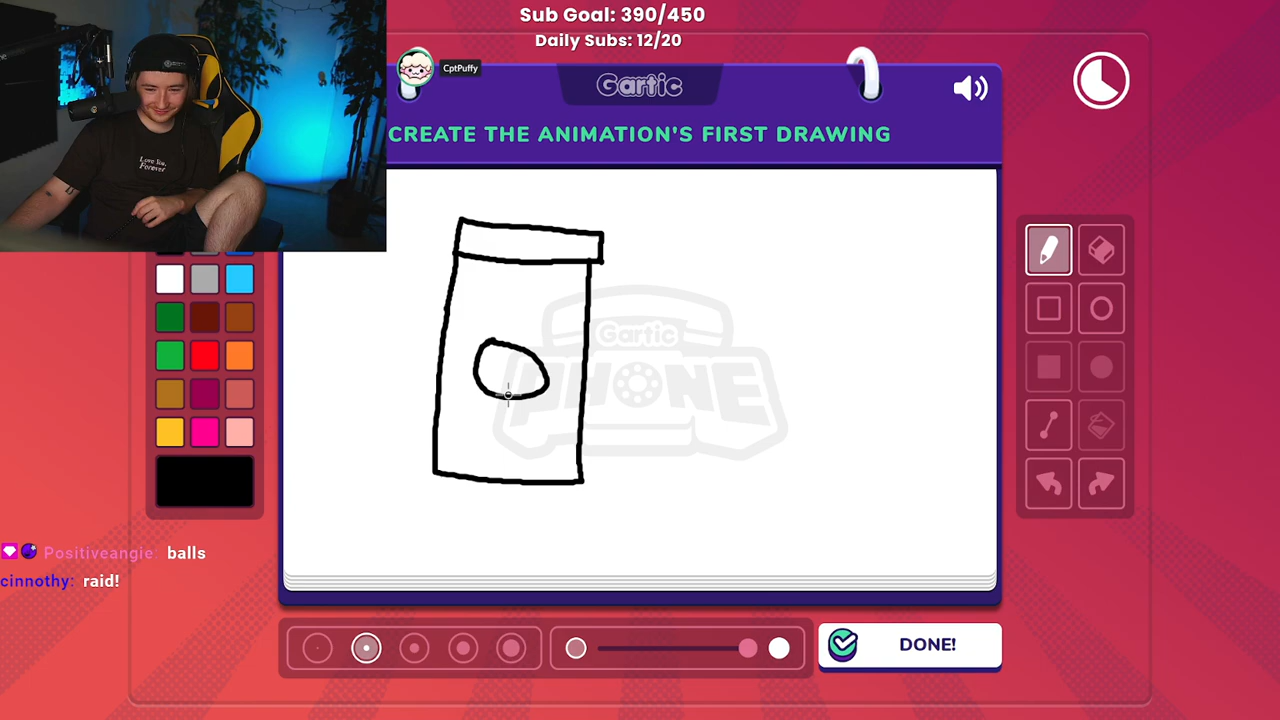 Sub Goal: 390/450
Daily Subs: 12/20
CptPuffy
Gartic
CREATE THE ANIMATION'S FIRST DRAWING
Love You,
Forever
Gartic
PHONE
Positiveangie: balls
cinnothy: raid!
DONE!